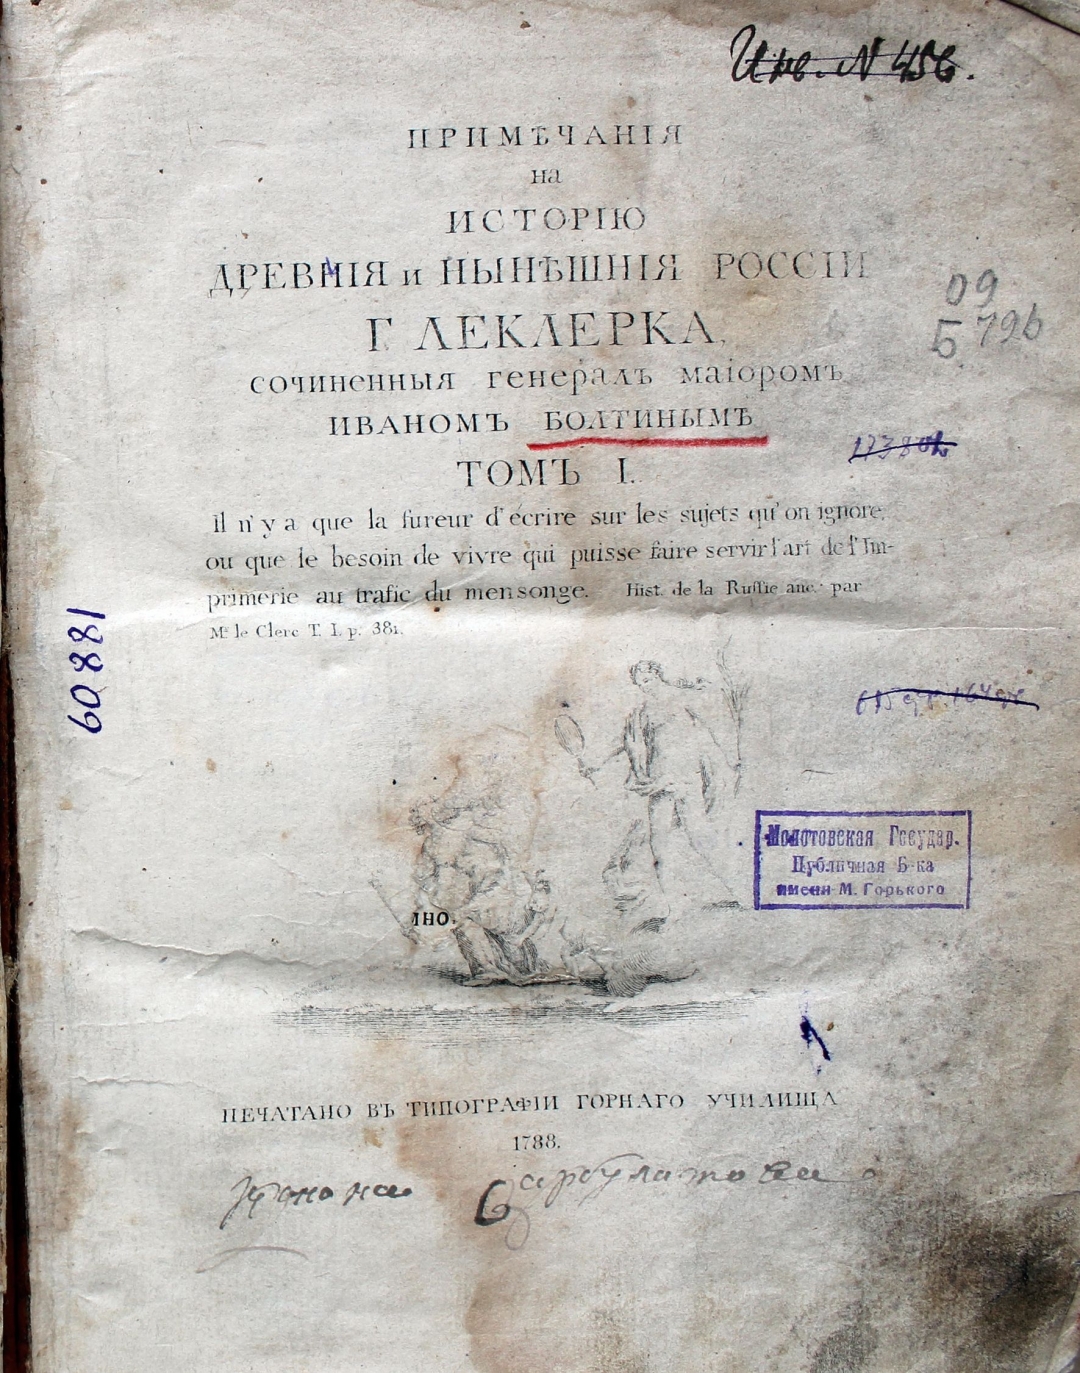 Инв. N 456.
ПРИМѢЧАНІЯ
на
ИСТОРІЮ
ДРЕВНІЯ и НЫНѢШНІЯ РОССІИ
Г. ЛЕКЛЕРКА,
сочиненныя генералъ маіоромъ
ИВАНОМЪ БОЛТИНЫМЪ
ТОМЪ I.
09
Б 796
il n'y a que la fureur d'écrire sur les sujets qu'on ignore,
ou que le besoin de vivre qui puisse faire servir l'art de l'Im-
primerie au trafic du mensonge. Hist. de la Russie anc. par
Mr le Clerc T. I. p. 381.
60881
Молотовская Государ.
Публичная Б-ка
имени М. Горького
ІНО.
ПЕЧАТАНО ВЪ ТИПОГРАФІИ ГОРНАГО УЧИЛИЩА
1788.